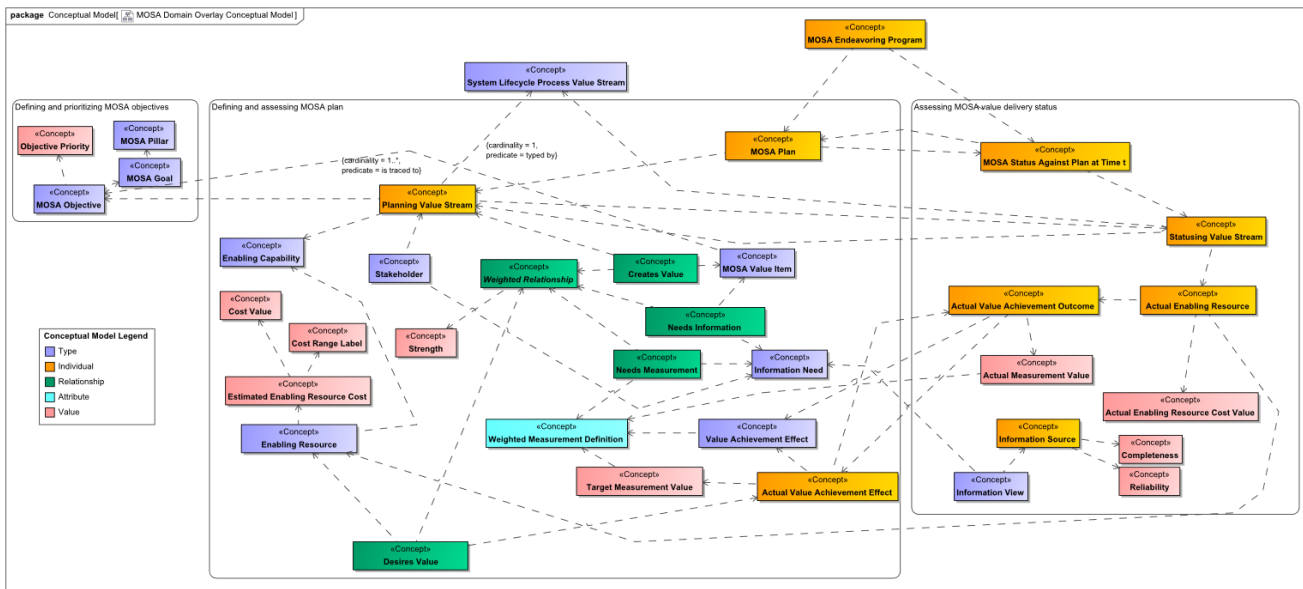 package Conceptual Model[ MOSA Domain Overlay Conceptual Model ]
«Concept»
MOSA Endeavoring Program
«Concept»
System Lifecycle Process Value Stream
Defining and prioritizing MOSA objectives
«Concept»
Objective Priority
«Concept»
MOSA Pillar
«Concept»
MOSA Goal
«Concept»
MOSA Objective
Defining and assessing MOSA plan
{cardinality = 1,
predicate = typed by}
{cardinality = 1..*,
predicate = is traced to}
«Concept»
MOSA Plan
«Concept»
Planning Value Stream
«Concept»
Enabling Capability
«Concept»
Stakeholder
«Concept»
Weighted Relationship
«Concept»
Creates Value
«Concept»
MOSA Value Item
«Concept»
Cost Value
«Concept»
Cost Range Label
«Concept»
Strength
«Concept»
Needs Information
«Concept»
Needs Measurement
«Concept»
Information Need
«Concept»
Estimated Enabling Resource Cost
«Concept»
Enabling Resource
«Concept»
Weighted Measurement Definition
«Concept»
Value Achievement Effect
«Concept»
Target Measurement Value
«Concept»
Actual Value Achievement Effect
«Concept»
Desires Value
Assessing MOSA value delivery status
«Concept»
MOSA Status Against Plan at Time t
«Concept»
Statusing Value Stream
«Concept»
Actual Value Achievement Outcome
«Concept»
Actual Enabling Resource
«Concept»
Actual Measurement Value
«Concept»
Actual Enabling Resource Cost Value
«Concept»
Information Source
«Concept»
Completeness
«Concept»
Reliability
«Concept»
Information View
Conceptual Model Legend
Type
Individual
Relationship
Attribute
Value